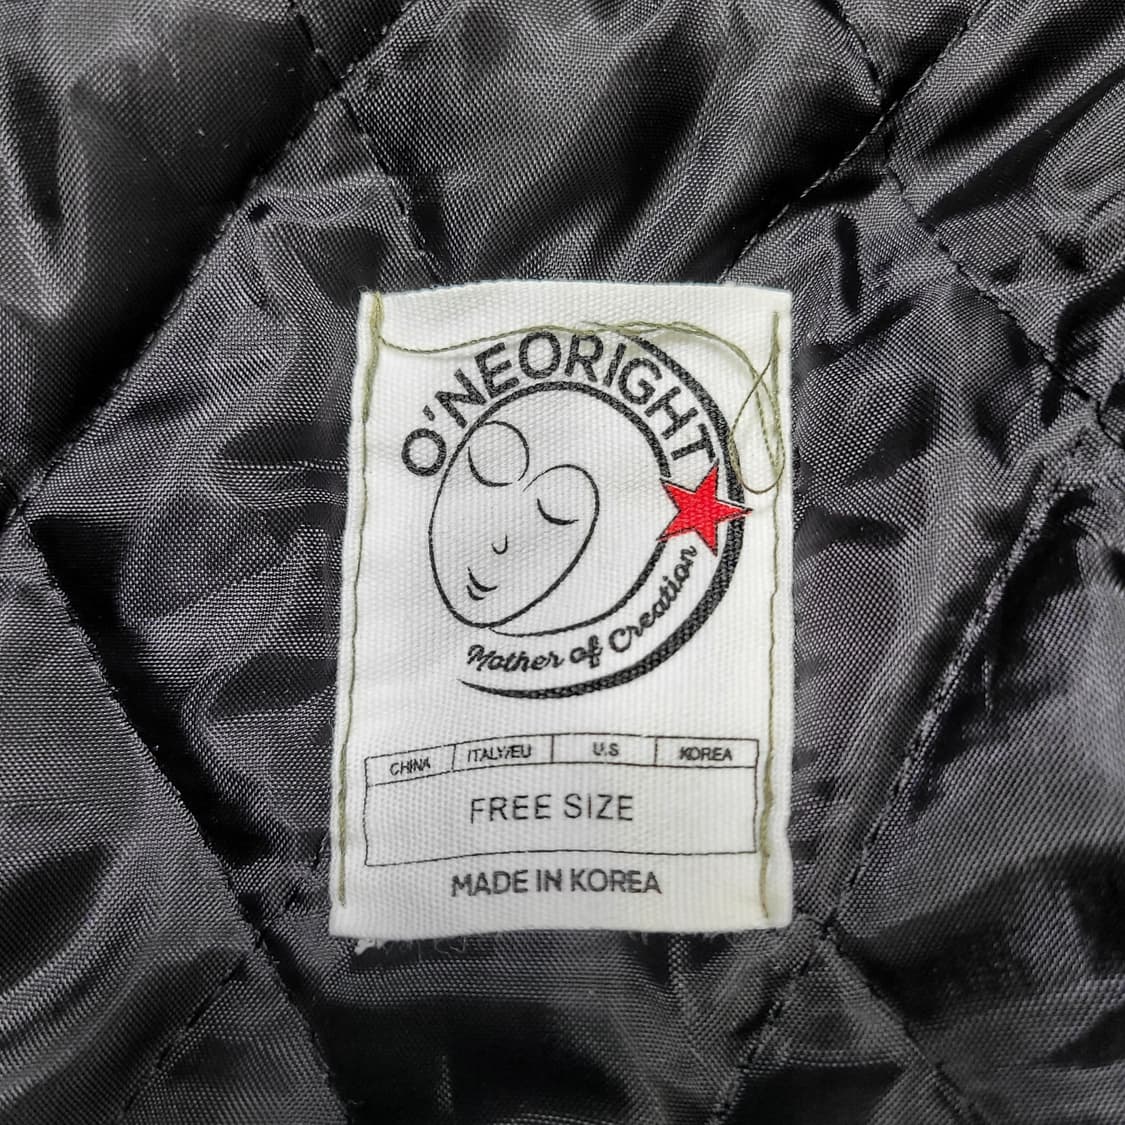 O'NEORIGHT
Mother of Creation
CHINA ITALY/EU U.S KOREA
FREE SIZE
MADE IN KOREA